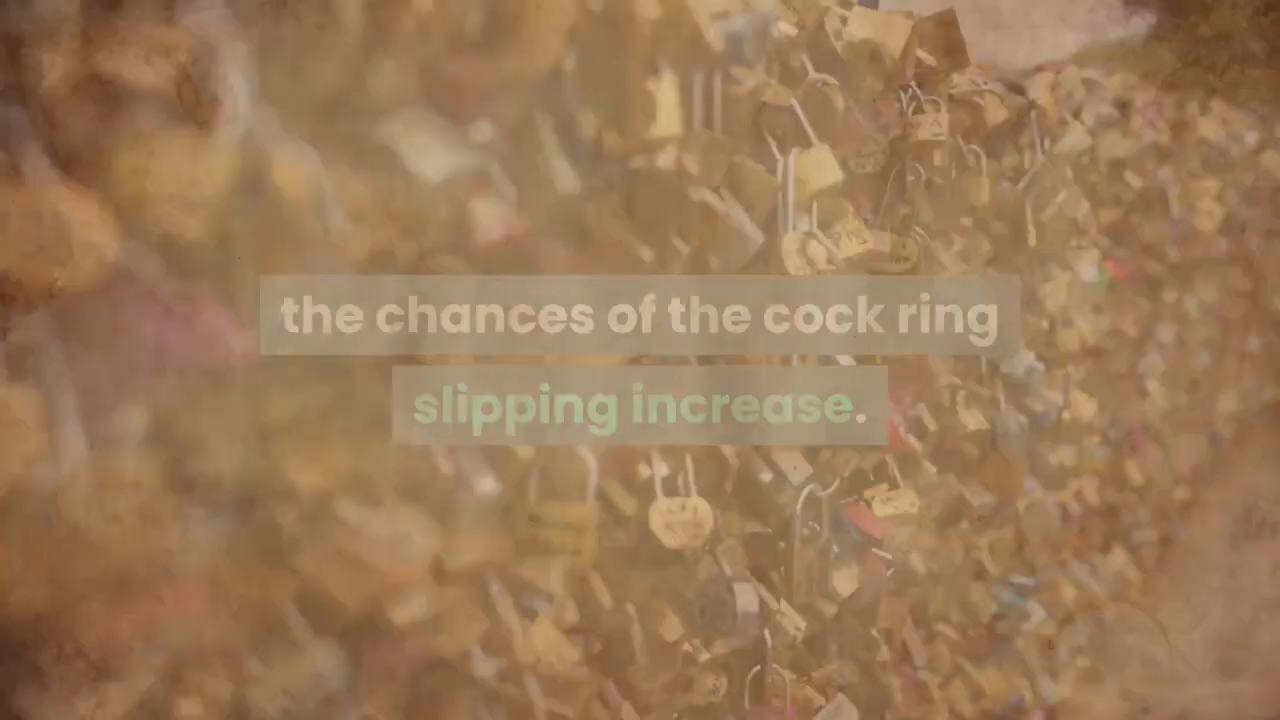 the chances of the cock ring
slipping increase.